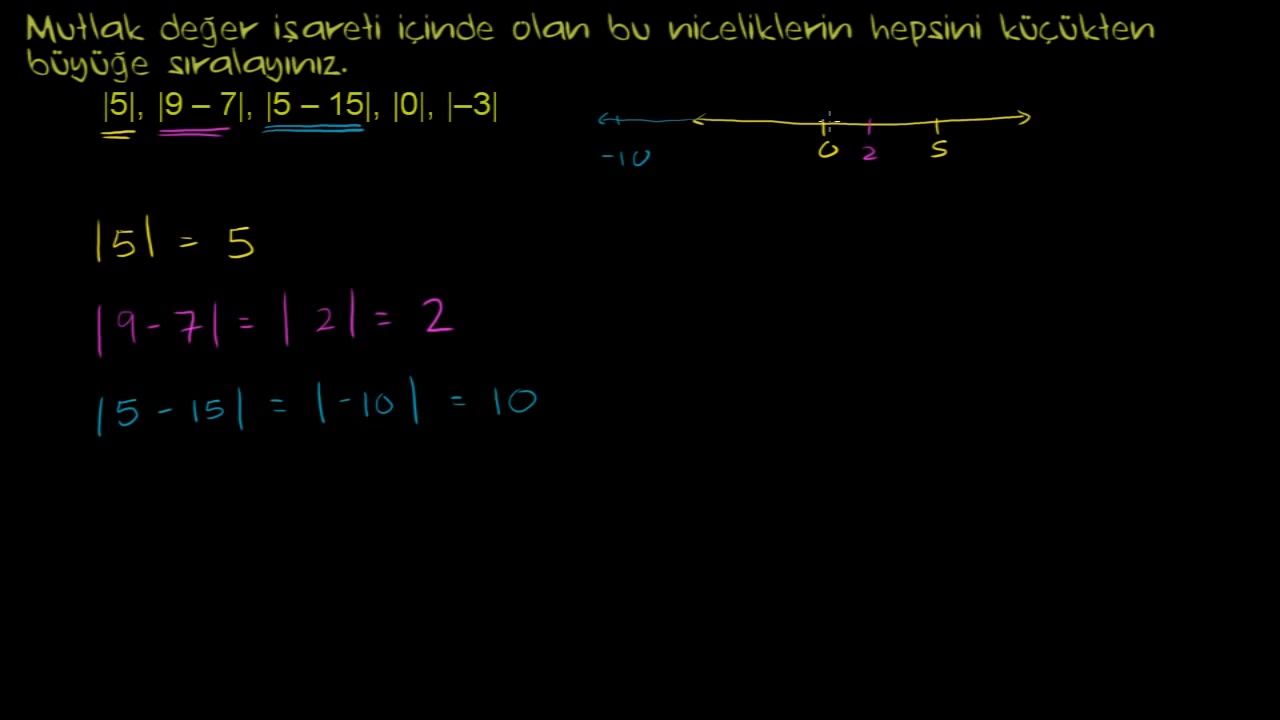 Mutlak değer işareti içinde olan bu niceliklerin hepsini küçükten
büyüğe sıralayınız.
|5|, |9 – 7|, |5 – 15|, |0|, |–3|
-10 0 2 5
|5| = 5
|9 - 7| = |2| = 2
|5 - 15| = |-10| = 10